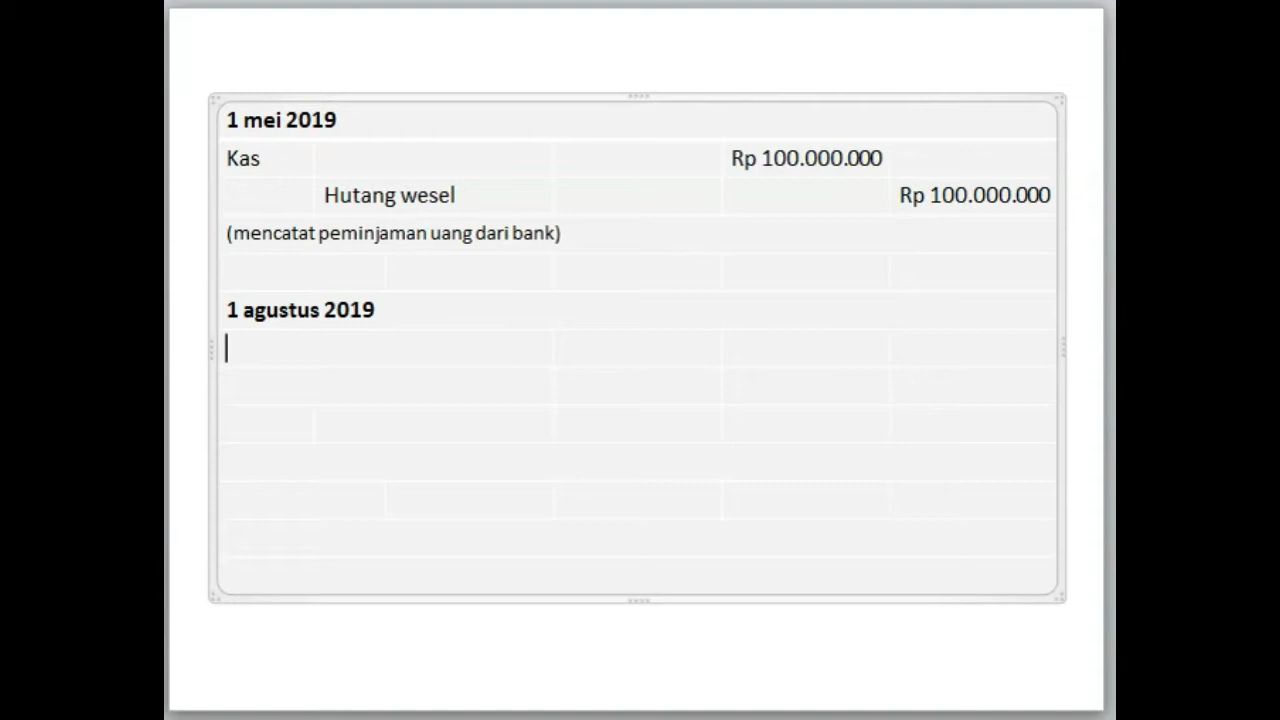 1 mei 2019
Kas Rp 100.000.000
Hutang wesel Rp 100.000.000
(mencatat peminjaman uang dari bank)
1 agustus 2019